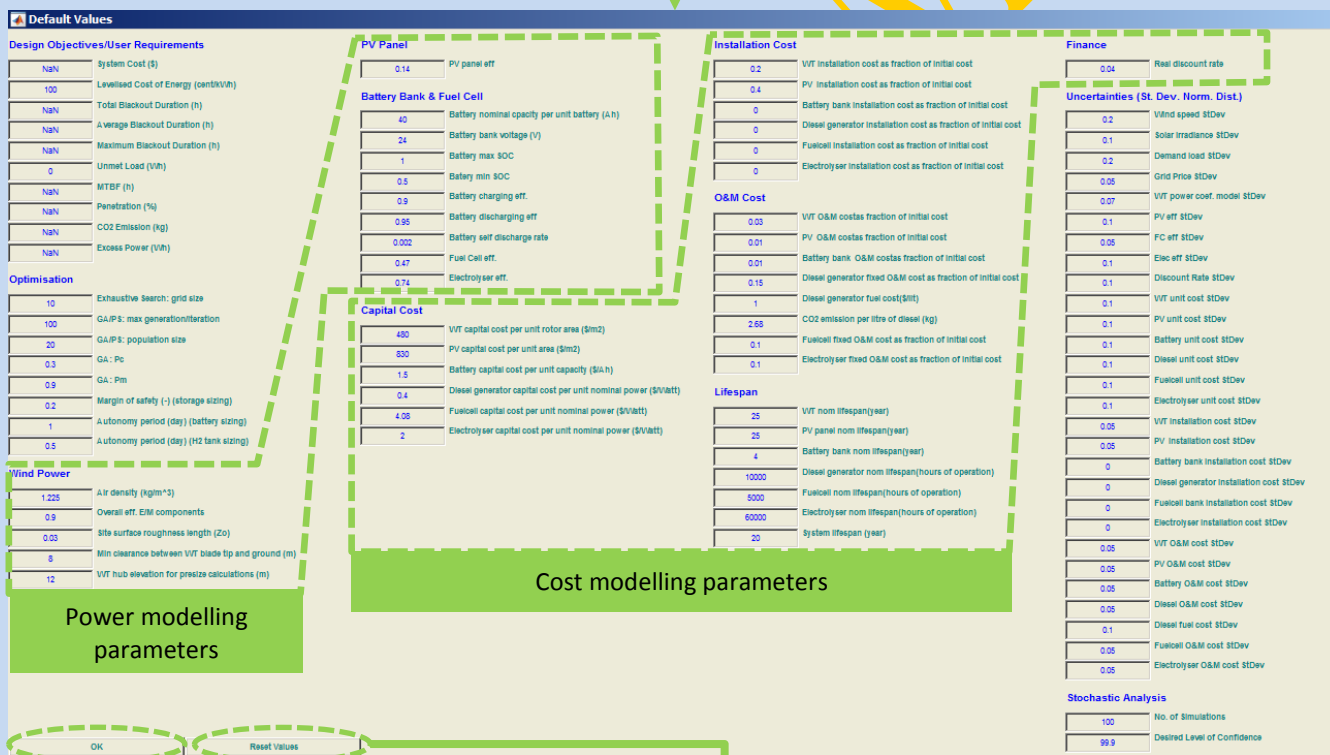 Default Values
Design Objectives/User Requirements
NaN System Cost ($)
100 Levelised Cost of Energy (cent/kWh)
NaN Total Blackout Duration (h)
NaN Average Blackout Duration (h)
NaN Maximum Blackout Duration (h)
0 Unmet Load (Wh)
NaN MTBF (h)
NaN Penetration (%)
NaN CO2 Emission (kg)
NaN Excess Power (Wh)
Optimisation
10 Exhaustive Search: grid size
100 GA/PS: max generation/iteration
20 GA/PS: population size
0.3 GA: Pc
0.9 GA: Pm
0.2 Margin of safety (-) (storage sizing)
1 Autonomy period (day) (battery sizing)
0.5 Autonomy period (day) (H2 tank sizing)
Wind Power
1.225 Air density (kg/m^3)
0.9 Overall eff. E/M components
0.03 Site surface roughness length (Zo)
8 Min clearance between WT blade tip and ground (m)
12 WT hub elevation for presize calculations (m)
Power modelling
parameters
OK
Reset Values
PV Panel
0.14 PV panel eff
Battery Bank & Fuel Cell
40 Battery nominal cpacity per unit battery (Ah)
24 Battery bank voltage (V)
1 Battery max SOC
0.5 Batery min SOC
0.9 Battery charging eff.
0.95 Battery discharging eff
0.002 Battery self discharge rate
0.47 Fuel Cell eff.
0.74 Electrolyser eff.
Capital Cost
480 WT capital cost per unit rotor area ($/m2)
830 PV capital cost per unit area ($/m2)
1.5 Battery capital cost per unit capacity ($/Ah)
0.4 Diesel generator capital cost per unit nominal power ($/Watt)
4.08 Fuelcell capital cost per unit nominal power ($/Watt)
2 Electrolyser capital cost per unit nominal power ($/Watt)
Installation Cost
0.2 WT installation cost as fraction of initial cost
0.4 PV installation cost as fraction of initial cost
0 Battery bank installation cost as fraction of initial cost
0 Diesel generator installation cost as fraction of initial cost
0 Fuelcell installation cost as fraction of initial cost
0 Electrolyser installation cost as fraction of initial cost
O&M Cost
0.03 WT O&M costas fraction of initial cost
0.01 PV O&M costas fraction of initial cost
0.01 Battery bank O&M costas fraction of initial cost
0.15 Diesel generator fixed O&M cost as fraction of initial cost
1 Diesel generator fuel cost($/lit)
2.68 CO2 emission per litre of diesel (kg)
0.1 Fuelcell fixed O&M cost as fraction of initial cost
0.1 Electrolyser fixed O&M cost as fraction of initial cost
Lifespan
25 WT nom lifespan(year)
25 PV panel nom lifespan(year)
4 Battery bank nom lifespan(year)
10000 Diesel generator nom lifespan(hours of operation)
5000 Fuelcell nom lifespan(hours of operation)
60000 Electrolyser nom lifespan(hours of operation)
20 System lifespan (year)
Cost modelling parameters
Finance
0.04 Real discount rate
Uncertainties (St. Dev. Norm. Dist.)
0.2 Wind speed StDev
0.1 Solar irradiance StDev
0.2 Demand load StDev
0.05 Grid Price StDev
0.07 WT power coef. model StDev
0.1 PV eff StDev
0.05 FC eff StDev
0.1 Elec eff StDev
0.1 Discount Rate StDev
0.1 WT unit cost StDev
0.1 PV unit cost StDev
0.1 Battery unit cost StDev
0.1 Diesel unit cost StDev
0.1 Fuelcell unit cost StDev
0.1 Electrolyser unit cost StDev
0.05 WT installation cost StDev
0.05 PV installation cost StDev
0 Battery bank installation cost StDev
0 Diesel generator installation cost StDev
0 Fuelcell bank installation cost StDev
0 Electrolyser installation cost StDev
0.05 WT O&M cost StDev
0.05 PV O&M cost StDev
0.05 Battery O&M cost StDev
0.05 Diesel O&M cost StDev
0.1 Diesel fuel cost StDev
0.05 Fuelcell O&M cost StDev
0.05 Electrolyser O&M cost StDev
Stochastic Analysis
100 No. of Simulations
99.9 Desired Level of Confidence